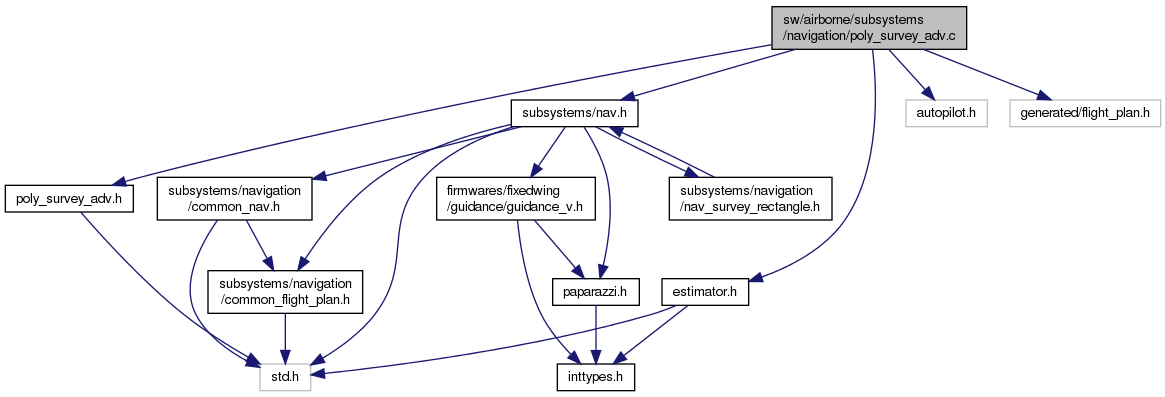 sw/airborne/subsystems
/navigation/poly_survey_adv.c
subsystems/nav.h
autopilot.h
generated/flight_plan.h
poly_survey_adv.h
subsystems/navigation
/common_nav.h
firmwares/fixedwing
/guidance/guidance_v.h
subsystems/navigation
/nav_survey_rectangle.h
subsystems/navigation
/common_flight_plan.h
paparazzi.h
estimator.h
std.h
inttypes.h